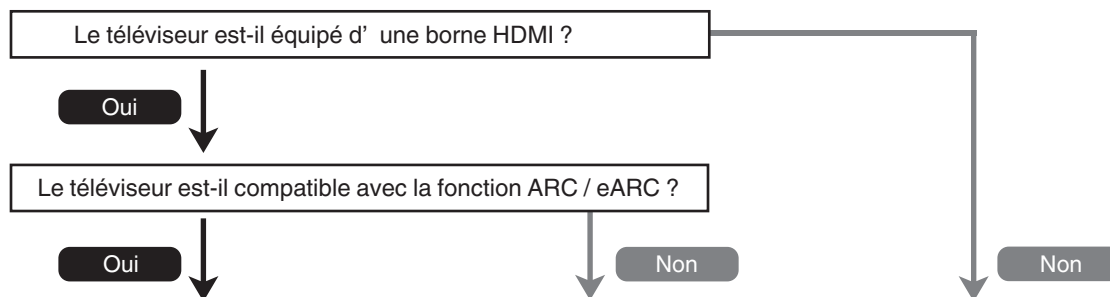 Le téléviseur est-il équipé d' une borne HDMI ?
Oui
Le téléviseur est-il compatible avec la fonction ARC / eARC ?
Oui
Non
Non